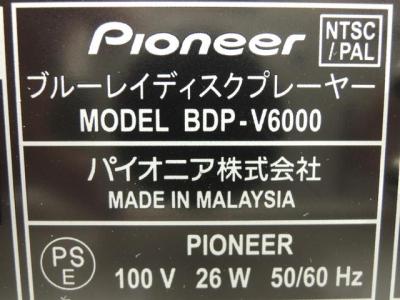 Pioneer
NTSC
/PAL
ブルーレイディスクプレーヤー
MODEL BDP-V6000
パイオニア株式会社
MADE IN MALAYSIA
PS
E
PIONEER
100 V 26 W 50/60 Hz